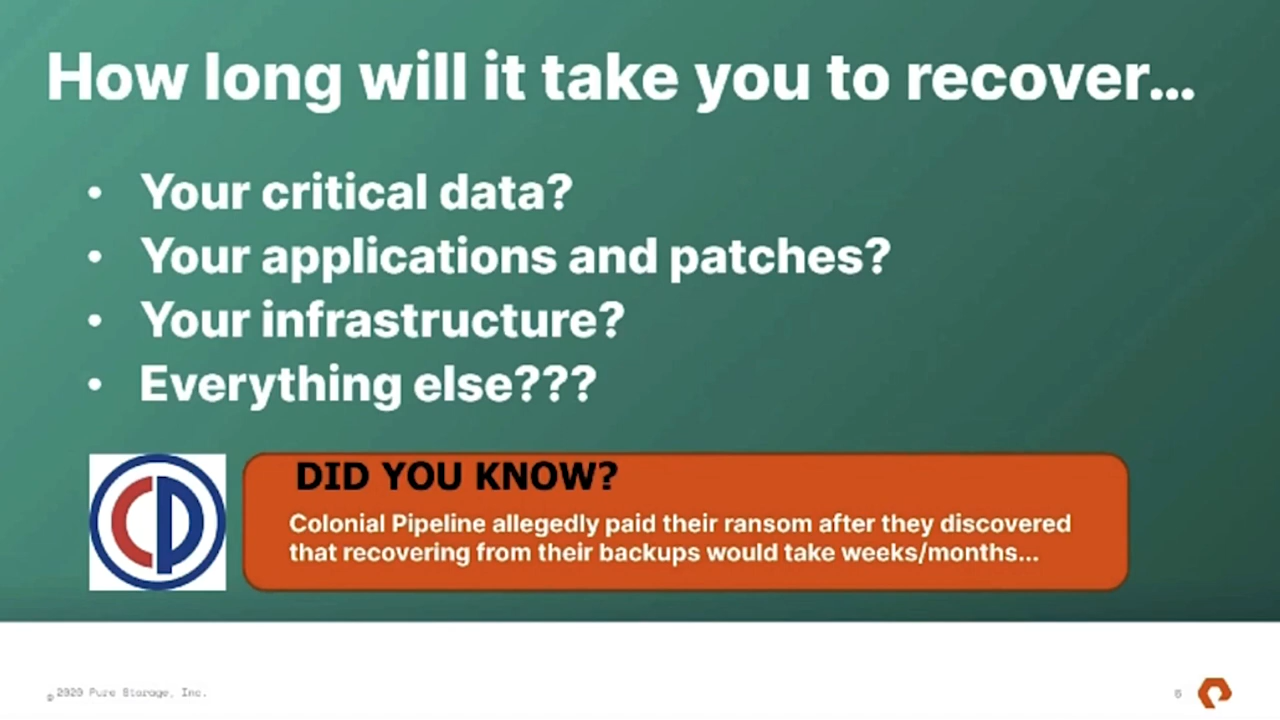 How long will it take you to recover...
• Your critical data?
• Your applications and patches?
• Your infrastructure?
• Everything else???
DID YOU KNOW?
Colonial Pipeline allegedly paid their ransom after they discovered
that recovering from their backups would take weeks/months...
CP
© 2020 Pure Storage, Inc.